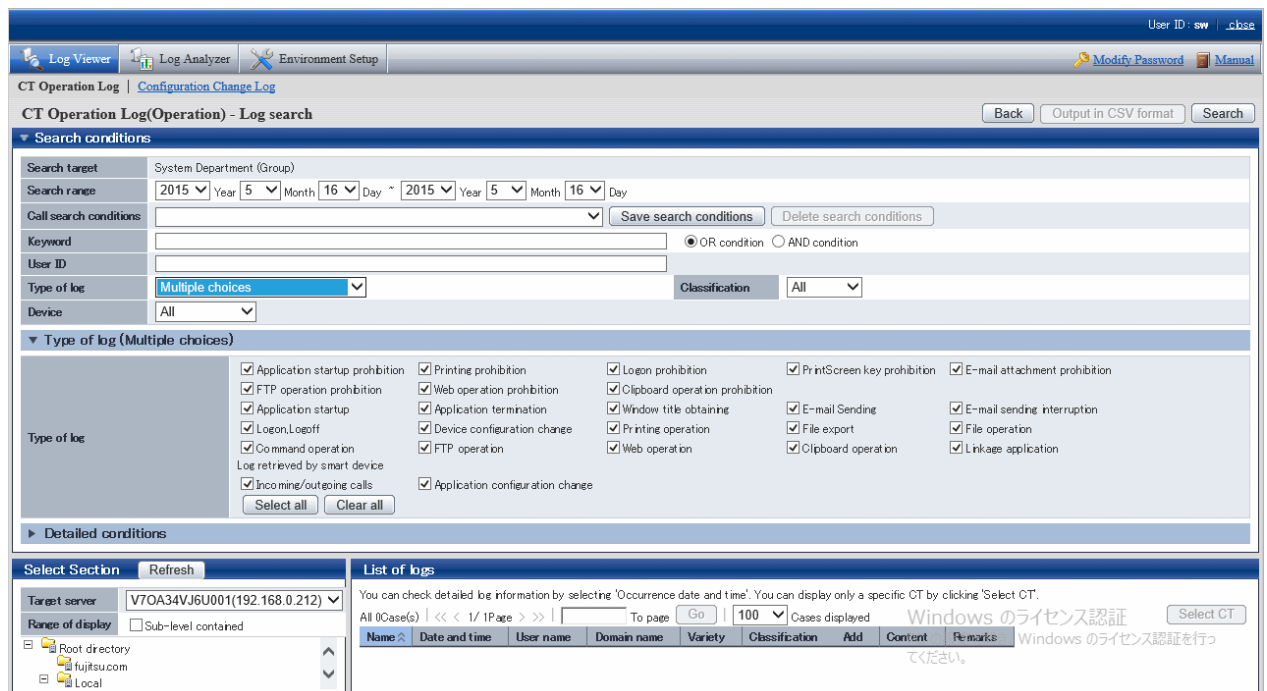 User ID : sw | close
Log Viewer Log Analyzer Environment Setup Modify Password Manual
CT Operation Log | Configuration Change Log
CT Operation Log(Operation) - Log search Back Output in CSV format Search
Search conditions
Search target System Department (Group)
Search range 2015 Year 5 Month 16 Day ~ 2015 Year 5 Month 16 Day
Call search conditions Save search conditions Delete search conditions
Keyword OR condition AND condition
User ID
Type of log Multiple choices Classification All
Device All
Type of log (Multiple choices)
Application startup prohibition Printing prohibition Logon prohibition PrintScreen key prohibition E-mail attachment prohibition
FTP operation prohibition Web operation prohibition Clipboard operation prohibition
Application startup Application termination Window title obtaining E-mail Sending E-mail sending interruption
Type of log
Logon,Logoff Device configuration change Printing operation File export File operation
Command operation FTP operation Web operation Clipboard operation Linkage application
Log retrieved by smart device
Incoming/outgoing calls Application configuration change
Select all Clear all
Detailed conditions
Select Section Refresh
Target server V7OA34VJ6U001(192.168.0.212)
Range of display Sub-level contained
Root directory
fujitsu.com
Local
List of logs
You can check detailed log information by selecting 'Occurrence date and time'. You can display only a specific CT by clicking 'Select CT'.
All 0Case(s) | << < 1/ 1Page > >> | To page Go | 100 Cases displayed Select CT
Name Date and time User name Domain name Variety Classification Add Content Remarks
Windows のライセンス認証
Windows のライセンス認証を行っ
てください。